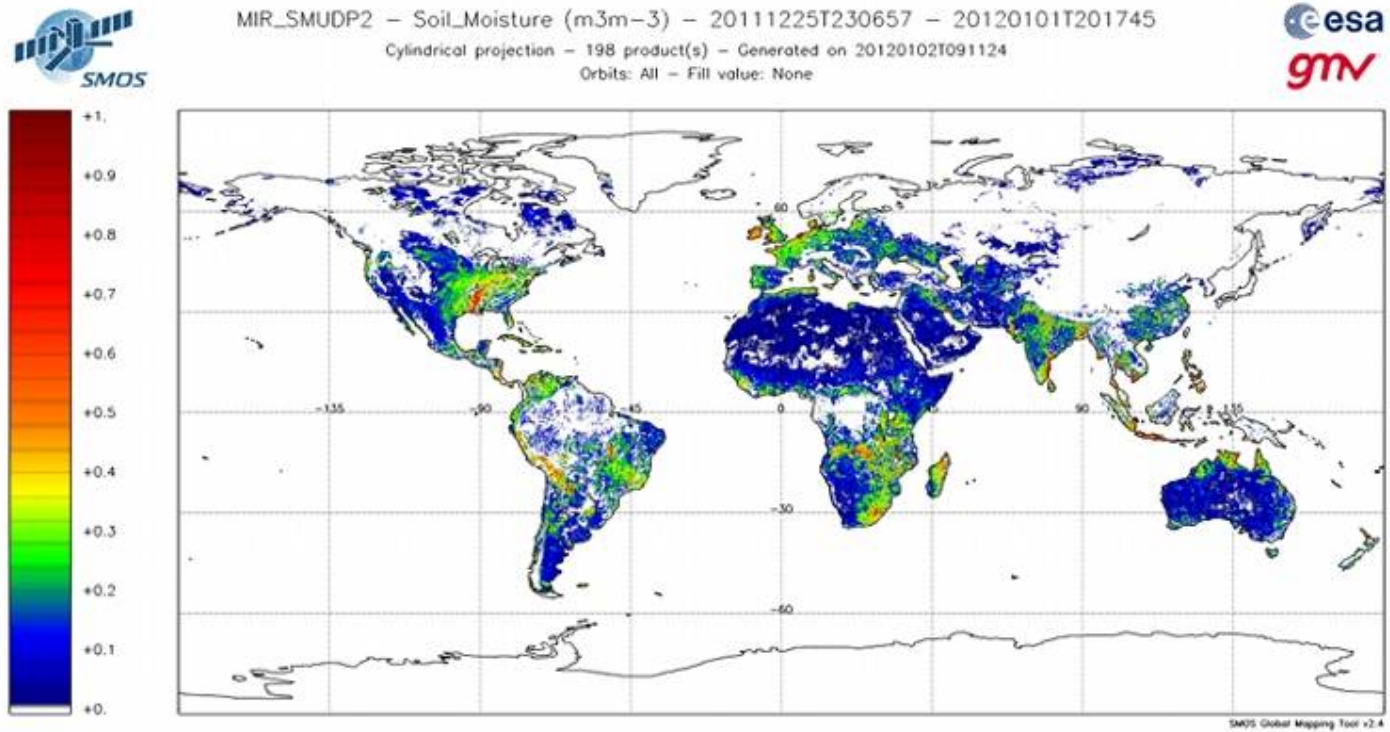 MIR_SMUDP2 - Soil_Moisture (m3m-3) - 20111225T230657 - 20120101T201745
Cylindrical projection - 198 product(s) - Generated on 20120102T091124
Orbits: All - Fill value: None
SMOS
esa
gmv
+1.
+0.9
+0.8
+0.7
+0.6
+0.5
+0.4
+0.3
+0.2
+0.1
+0.
60
-135
-90
-45
0
90
-30
-60
SMOS Global Mapping Tool v2.4